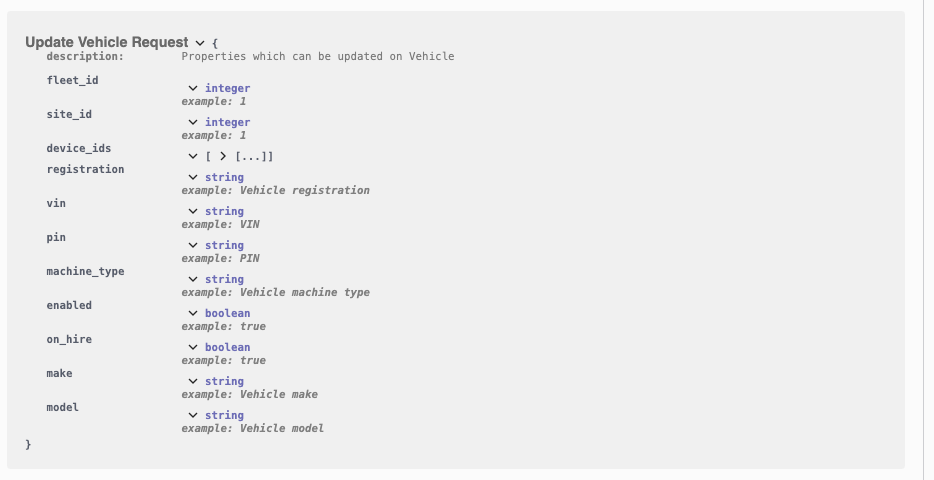 Update Vehicle Request {
description: Properties which can be updated on Vehicle
fleet_id
integer
example: 1
site_id
integer
example: 1
device_ids
[ > [...]]
registration
string
example: Vehicle registration
vin
string
example: VIN
pin
string
example: PIN
machine_type
string
example: Vehicle machine type
enabled
boolean
example: true
on_hire
boolean
example: true
make
string
example: Vehicle make
model
string
example: Vehicle model
}